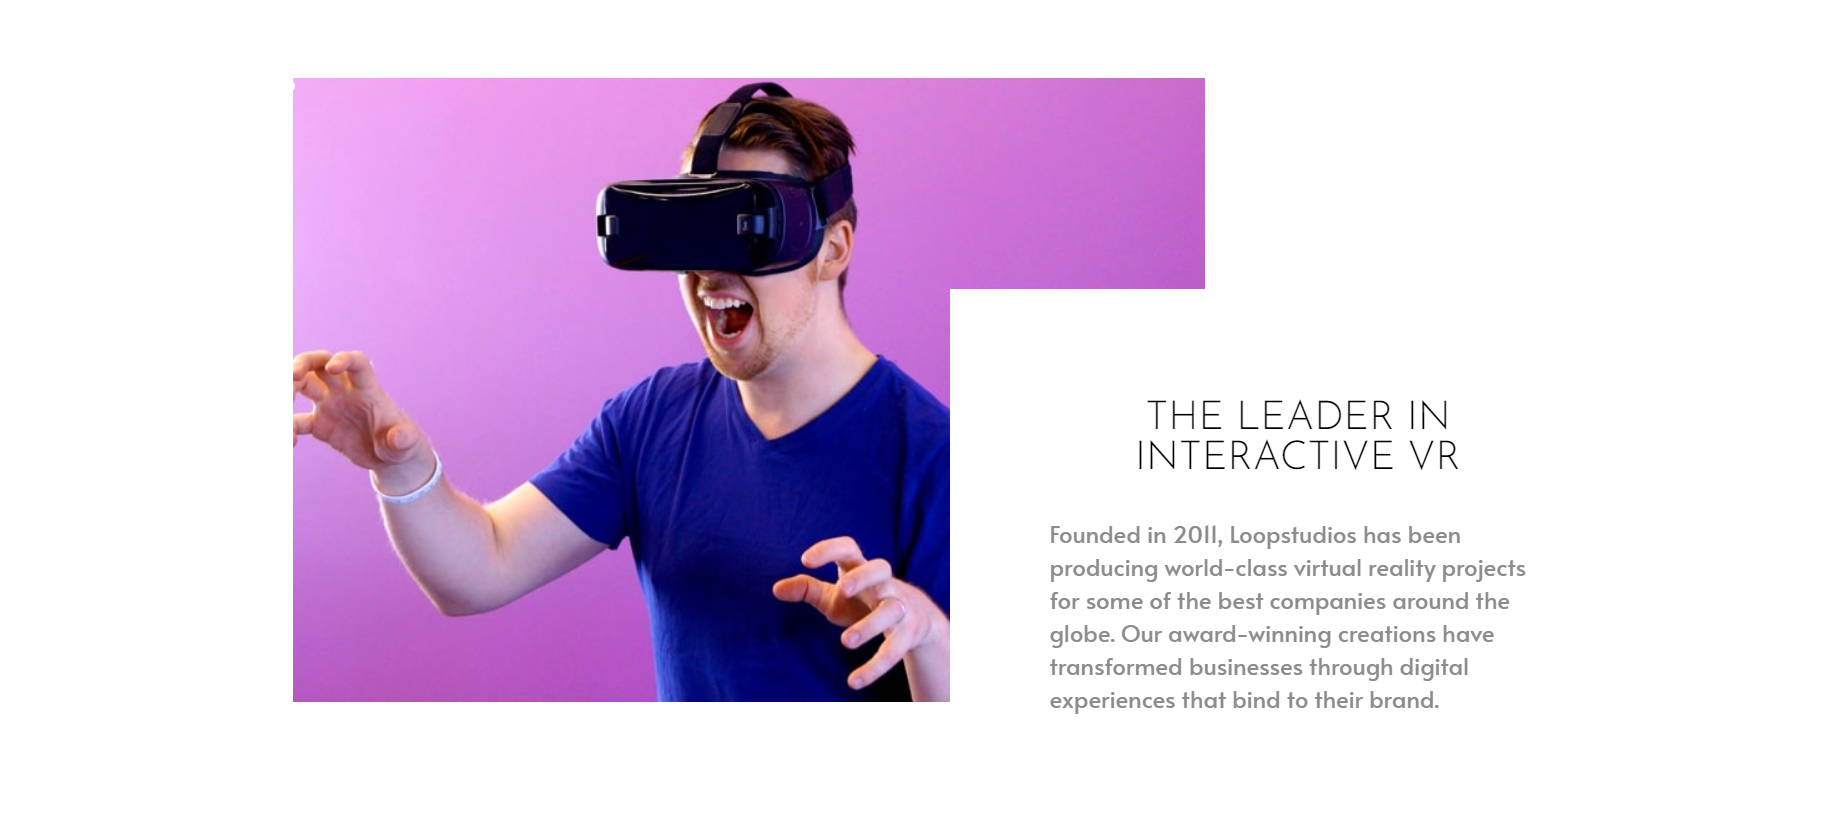 THE LEADER IN
INTERACTIVE VR
Founded in 2011, Loopstudios has been
producing world-class virtual reality projects
for some of the best companies around the
globe. Our award-winning creations have
transformed businesses through digital
experiences that bind to their brand.